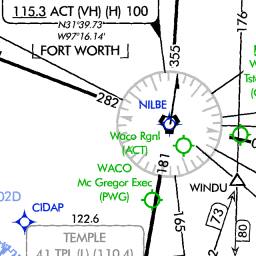 115.3 ACT (VH) (H) 100
N31°39.73
W97°16.14'
FORT WORTH
355
282
NILBE
Waco Rgnl
(ACT)
WACO
Mc Gregor Exec
(PWG)
181
WINDU
02D
CIDAP
122.6
165
73
80
TEMPLE
41 TPL (L) (110.4)